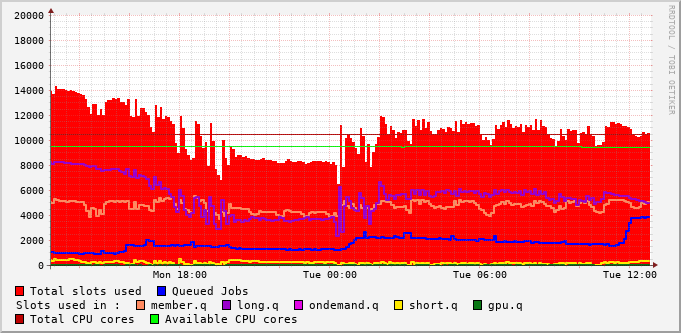 20000
18000
16000
14000
12000
10000
8000
6000
4000
2000
0
Mon 18:00 Tue 00:00 Tue 06:00 Tue 12:00
Total slots used Queued Jobs
Slots used in : member.q long.q ondemand.q short.q gpu.q
Total CPU cores Available CPU cores
RRDTOOL / TOBI OETIKER